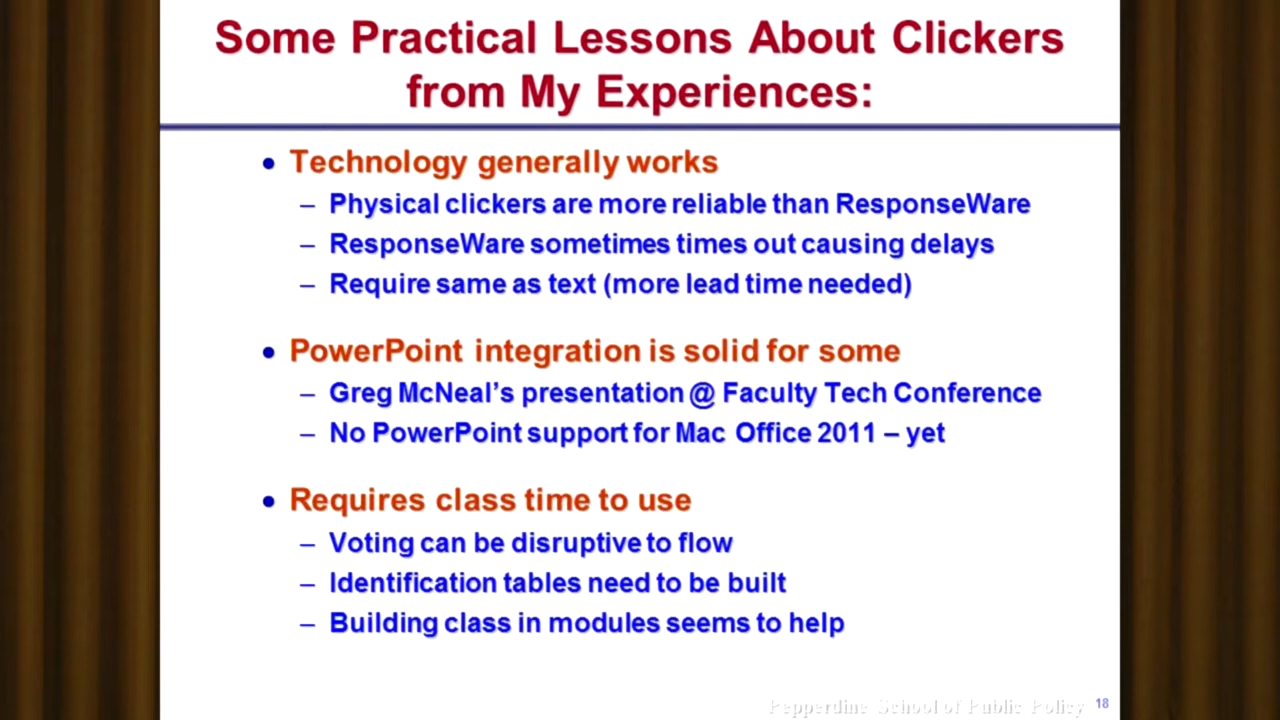 Some Practical Lessons About Clickers
from My Experiences:
• Technology generally works
– Physical clickers are more reliable than ResponseWare
– ResponseWare sometimes times out causing delays
– Require same as text (more lead time needed)
• PowerPoint integration is solid for some
– Greg McNeal’s presentation @ Faculty Tech Conference
– No PowerPoint support for Mac Office 2011 – yet
• Requires class time to use
– Voting can be disruptive to flow
– Identification tables need to be built
– Building class in modules seems to help
Pepperdine School of Public Policy 18